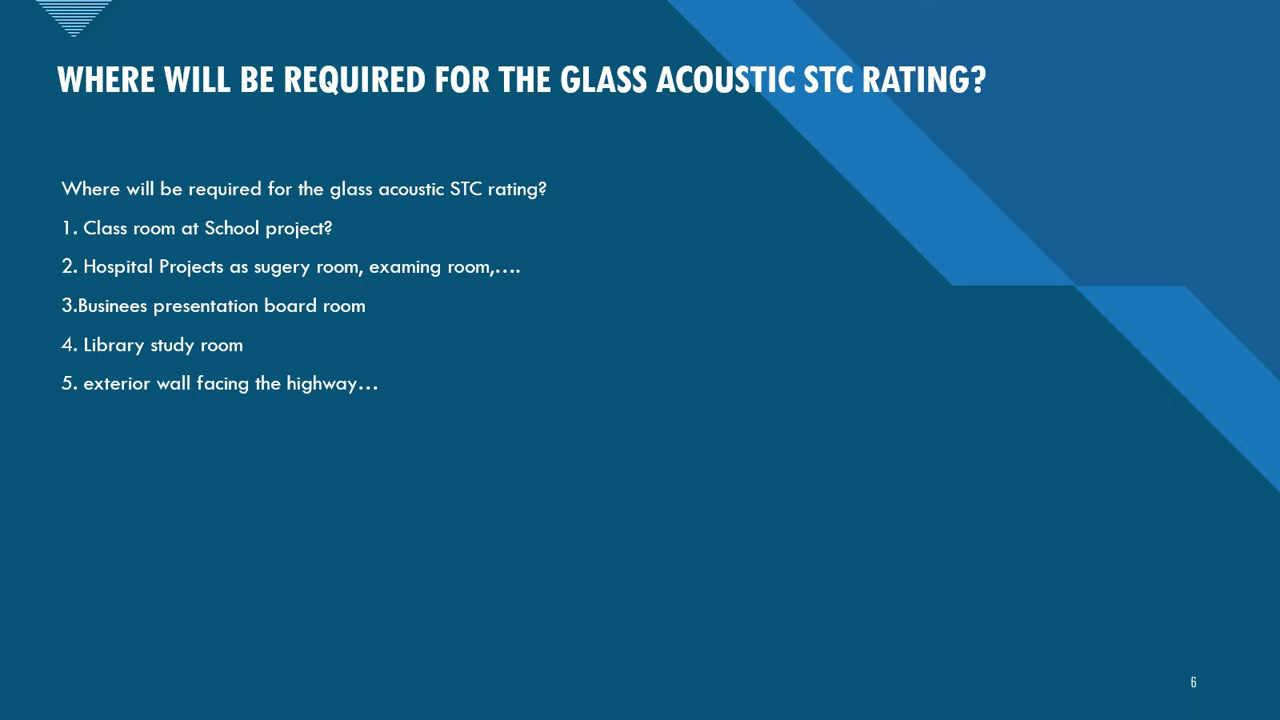 WHERE WILL BE REQUIRED FOR THE GLASS ACOUSTIC STC RATING?
Where will be required for the glass acoustic STC rating?
1. Class room at School project?
2. Hospital Projects as sugery room, examing room,....
3.Businees presentation board room
4. Library study room
5. exterior wall facing the highway...
6